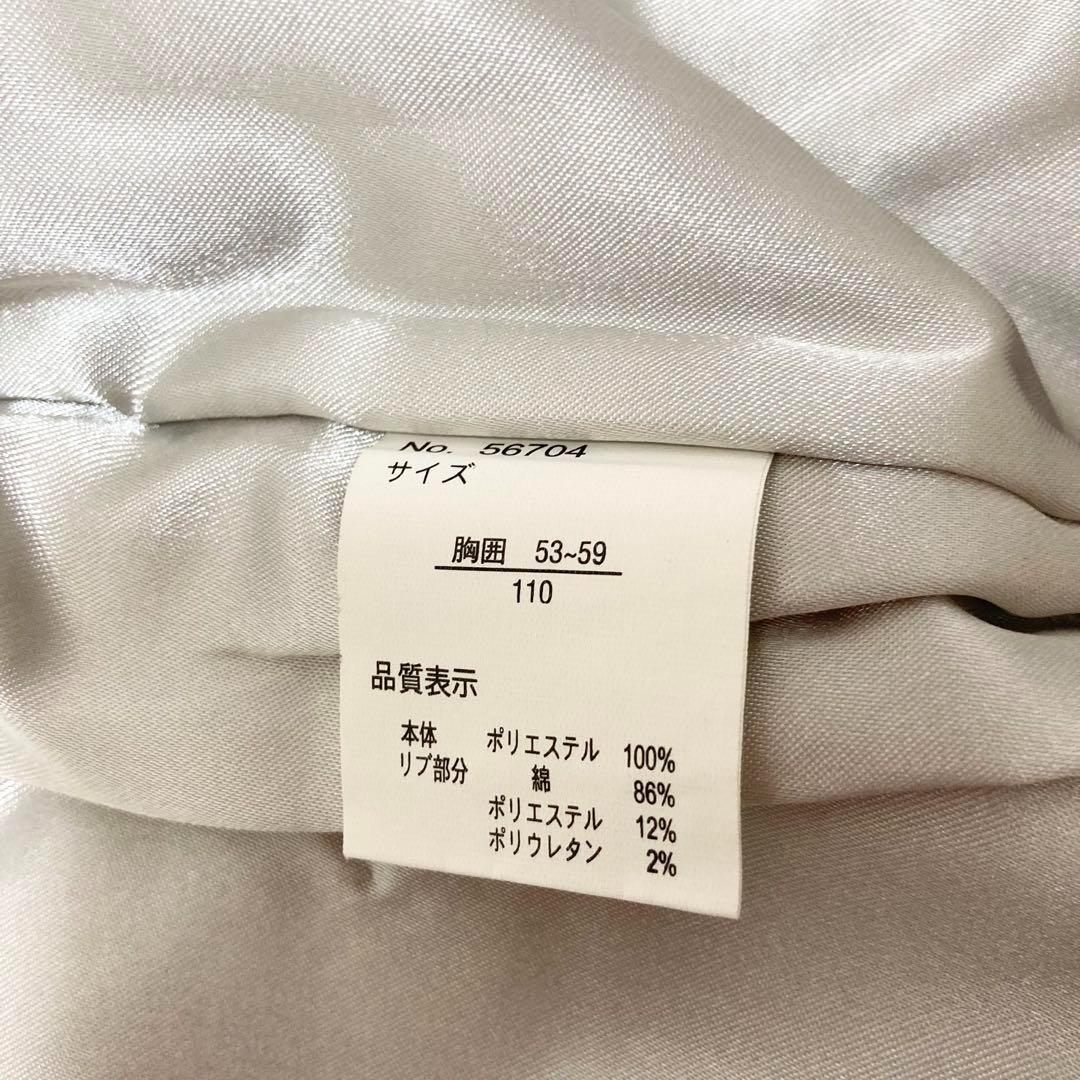 No. 56704
サイズ
胸囲 53~59
110
品質表示
本体 ポリエステル 100%
リブ部分 綿 86%
ポリエステル 12%
ポリウレタン 2%